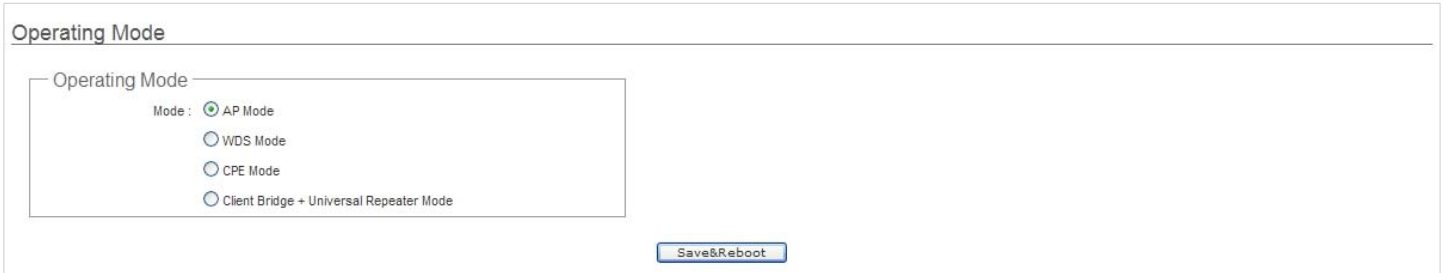 Operating Mode
Operating Mode
Mode : AP Mode
WDS Mode
CPE Mode
Client Bridge + Universal Repeater Mode
Save&Reboot